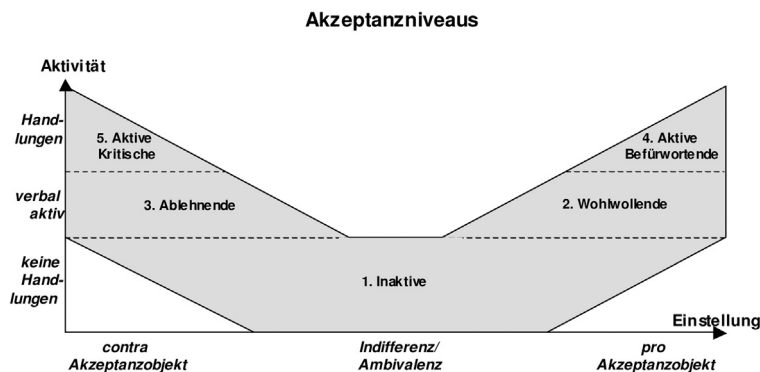 Akzeptanzniveaus
Aktivität
Hand-
lungen
5. Aktive
Kritische
4. Aktive
Befürwortende
verbal
aktiv
3. Ablehnende
2. Wohlwollende
keine
Hand-
lungen
1. Inaktive
Einstellung
contra
Akzeptanzobjekt
Indifferenz/
Ambivalenz
pro
Akzeptanzobjekt